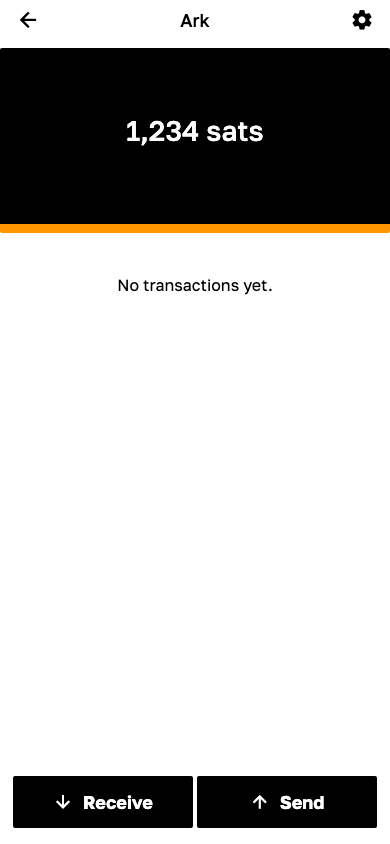 Ark
1,234 sats
No transactions yet.
Receive
Send